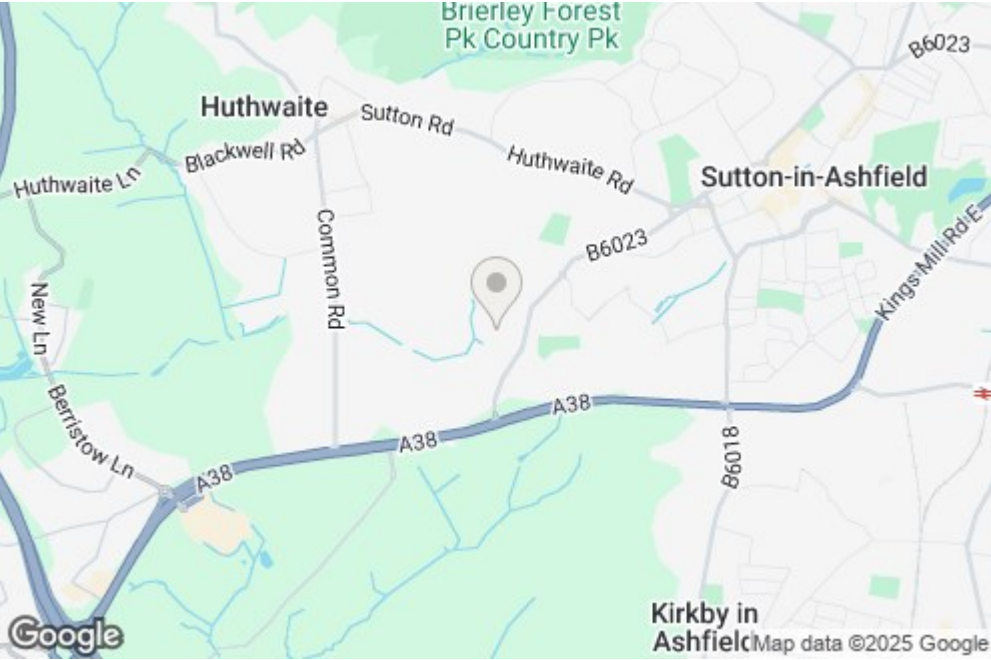 Brierley Forest
Pk Country Pk
B6023
Huthwaite
Sutton Rd
Blackwell Rd
Huthwaite Rd
Huthwaite Ln
Sutton-in-Ashfield
Common Rd
B6023
Kings Mill Rd E
New Ln
Berristow Ln
A38
A38
A38
B6018
Kirkby in
Ashfield
Google
Map data ©2025 Google